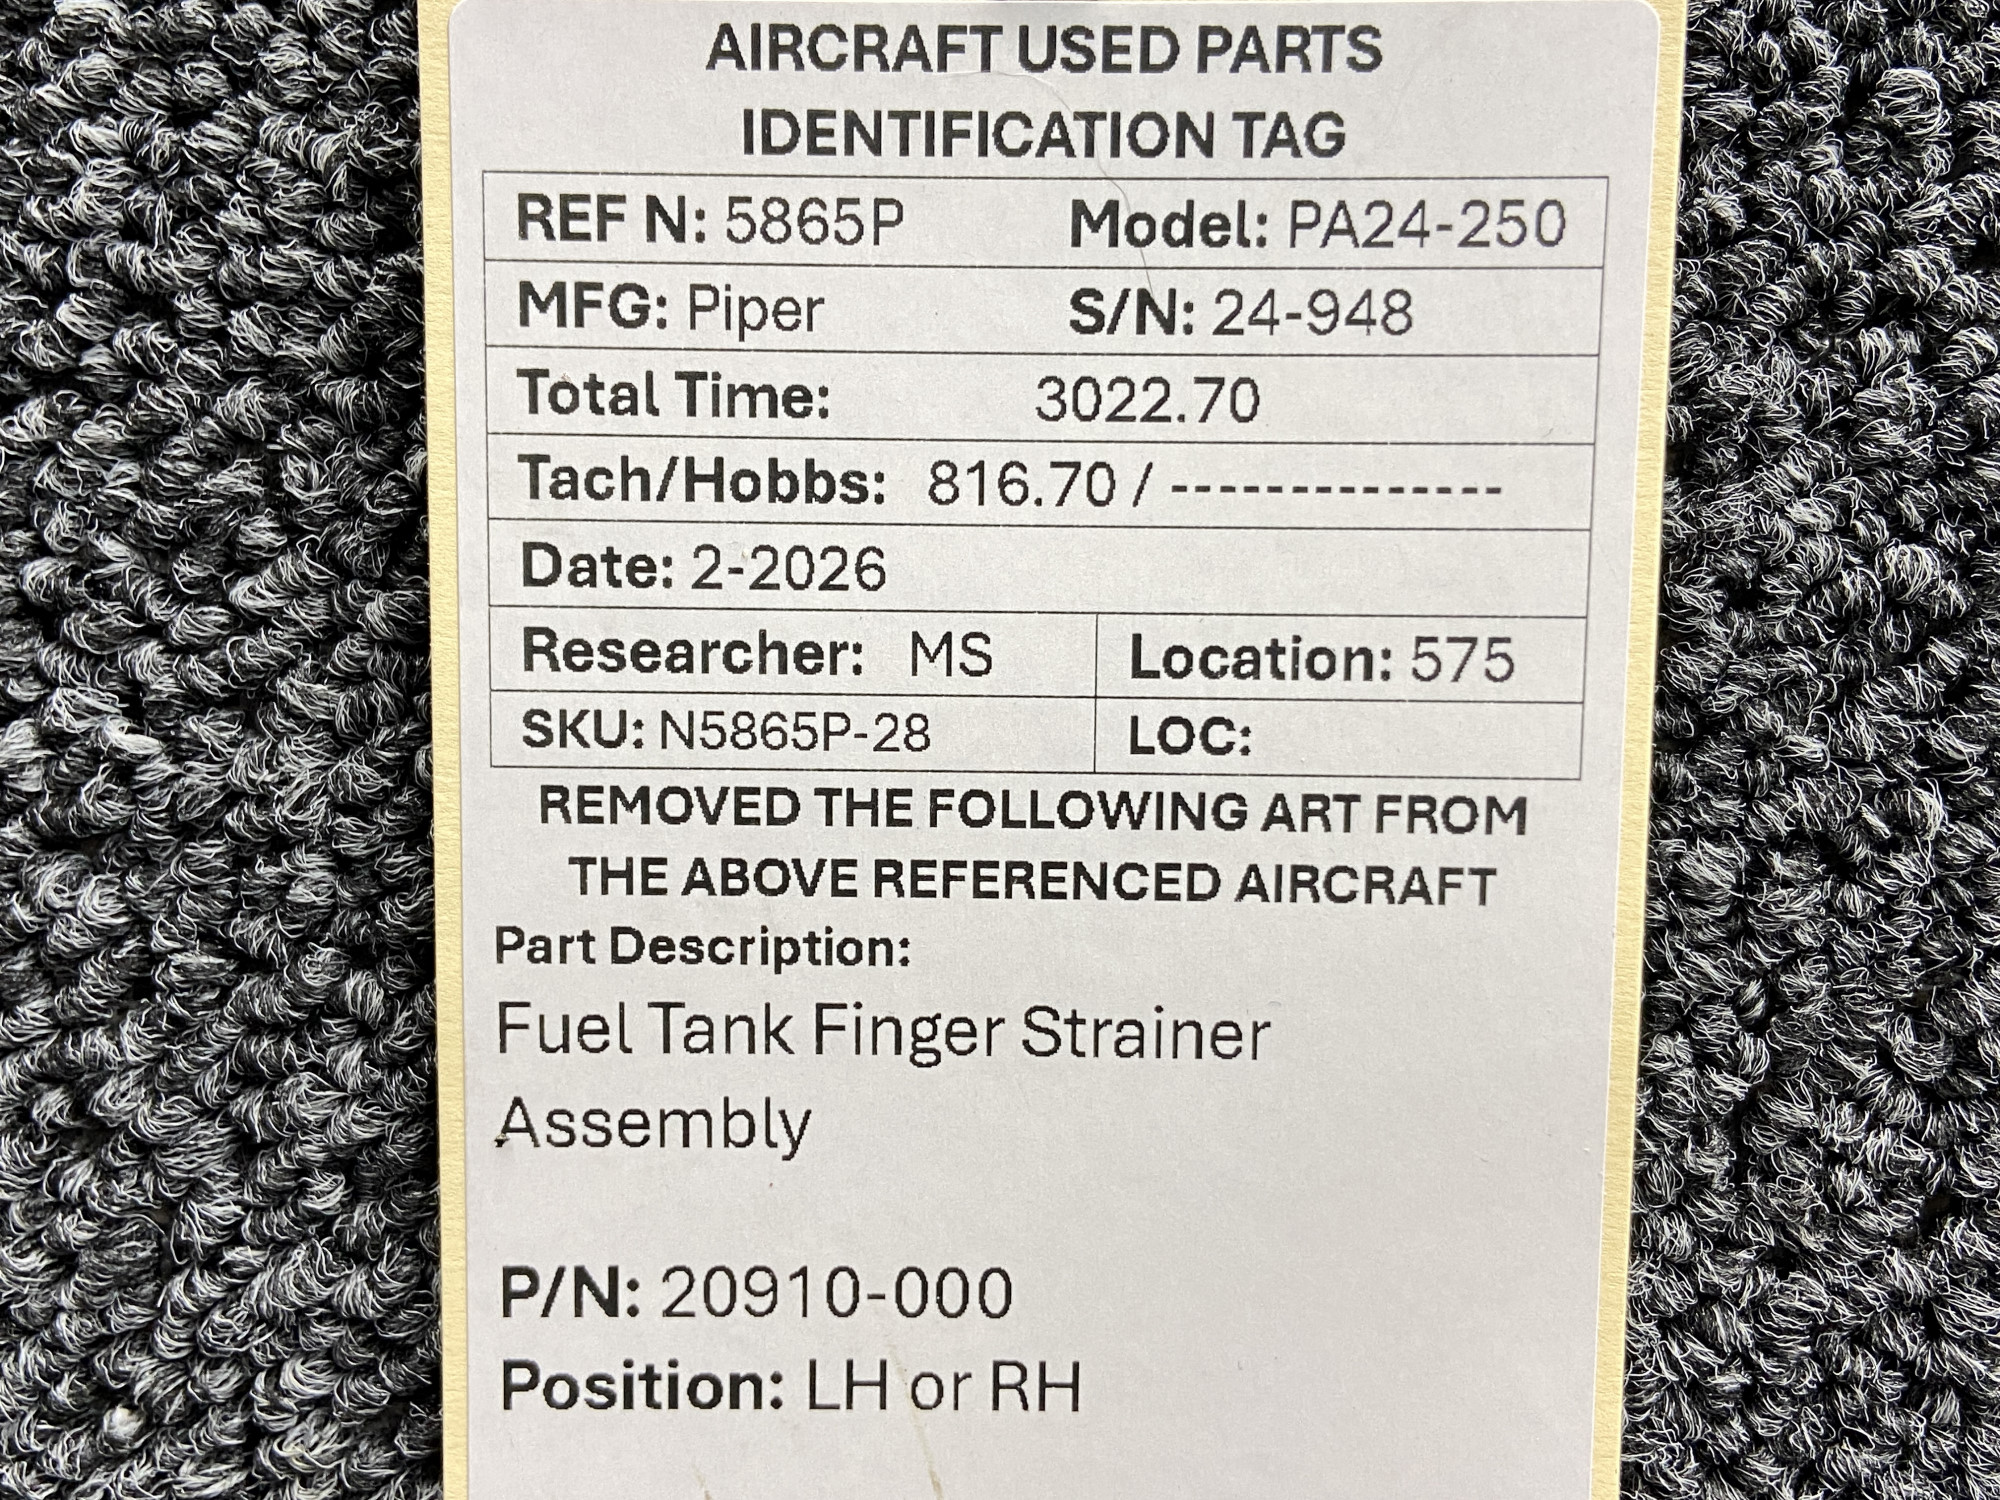 AIRCRAFT USED PARTS
IDENTIFICATION TAG
REF N: 5865P Model: PA24-250
MFG: Piper S/N: 24-948
Total Time: 3022.70
Tach/Hobbs: 816.70 / --------------
Date: 2-2026
Researcher: MS Location: 575
SKU: N5865P-28 LOC:
REMOVED THE FOLLOWING ART FROM
THE ABOVE REFERENCED AIRCRAFT
Part Description:
Fuel Tank Finger Strainer
Assembly
P/N: 20910-000
Position: LH or RH